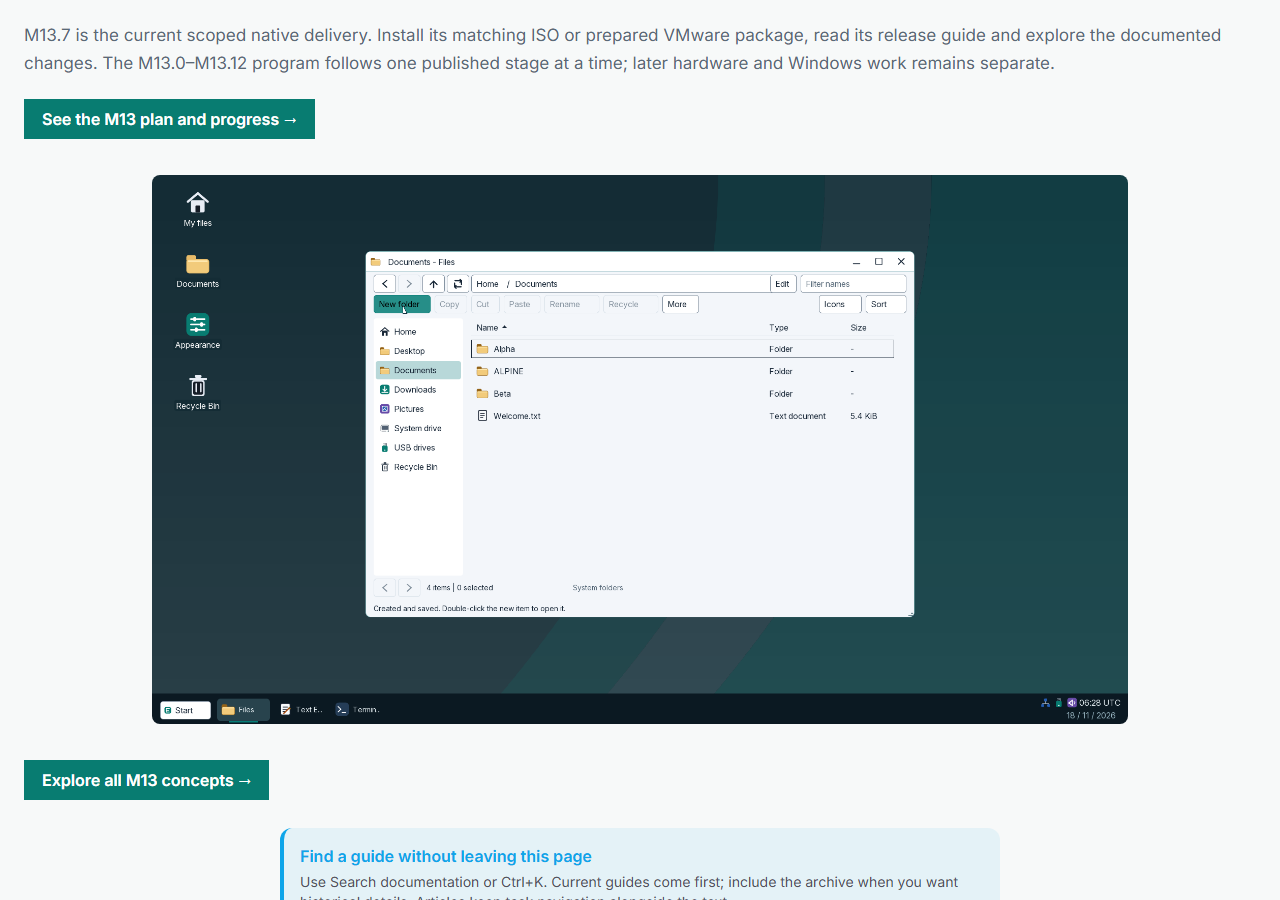 M13.7 is the current scoped native delivery. Install its matching ISO or prepared VMware package, read its release guide and explore the documented
changes. The M13.0–M13.12 program follows one published stage at a time; later hardware and Windows work remains separate.
See the M13 plan and progress →
My files
Documents
Appearance
Recycle Bin
Documents - Files
Home / Documents Edit Filter names
New folder Copy Cut Paste Rename Recycle More Icons Sort
Home
Desktop
Documents
Downloads
Pictures
System drive
USB drives
Recycle Bin
Name Type Size
Alpha Folder -
ALPINE Folder -
Beta Folder -
Welcome.txt Text document 5.4 KiB
4 items | 0 selected System folders
Created and saved. Double-click the new item to open it.
Start Files Text E.. Termin.. 06:28 UTC
18 / 11 / 2026
Explore all M13 concepts →
Find a guide without leaving this page
Use Search documentation or Ctrl+K. Current guides come first; include the archive when you want